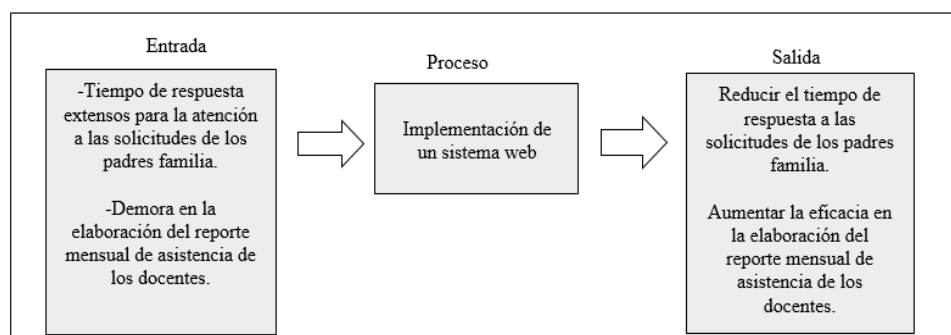 Entrada
-Tiempo de respuesta
extensos para la atención
a las solicitudes de los
padres familia.
-Demora en la
elaboración del reporte
mensual de asistencia de
los docentes.
Proceso
Implementación de
un sistema web
Salida
Reducir el tiempo de
respuesta a las
solicitudes de los padres
familia.
Aumentar la eficacia en
la elaboración del
reporte mensual de
asistencia de los
docentes.